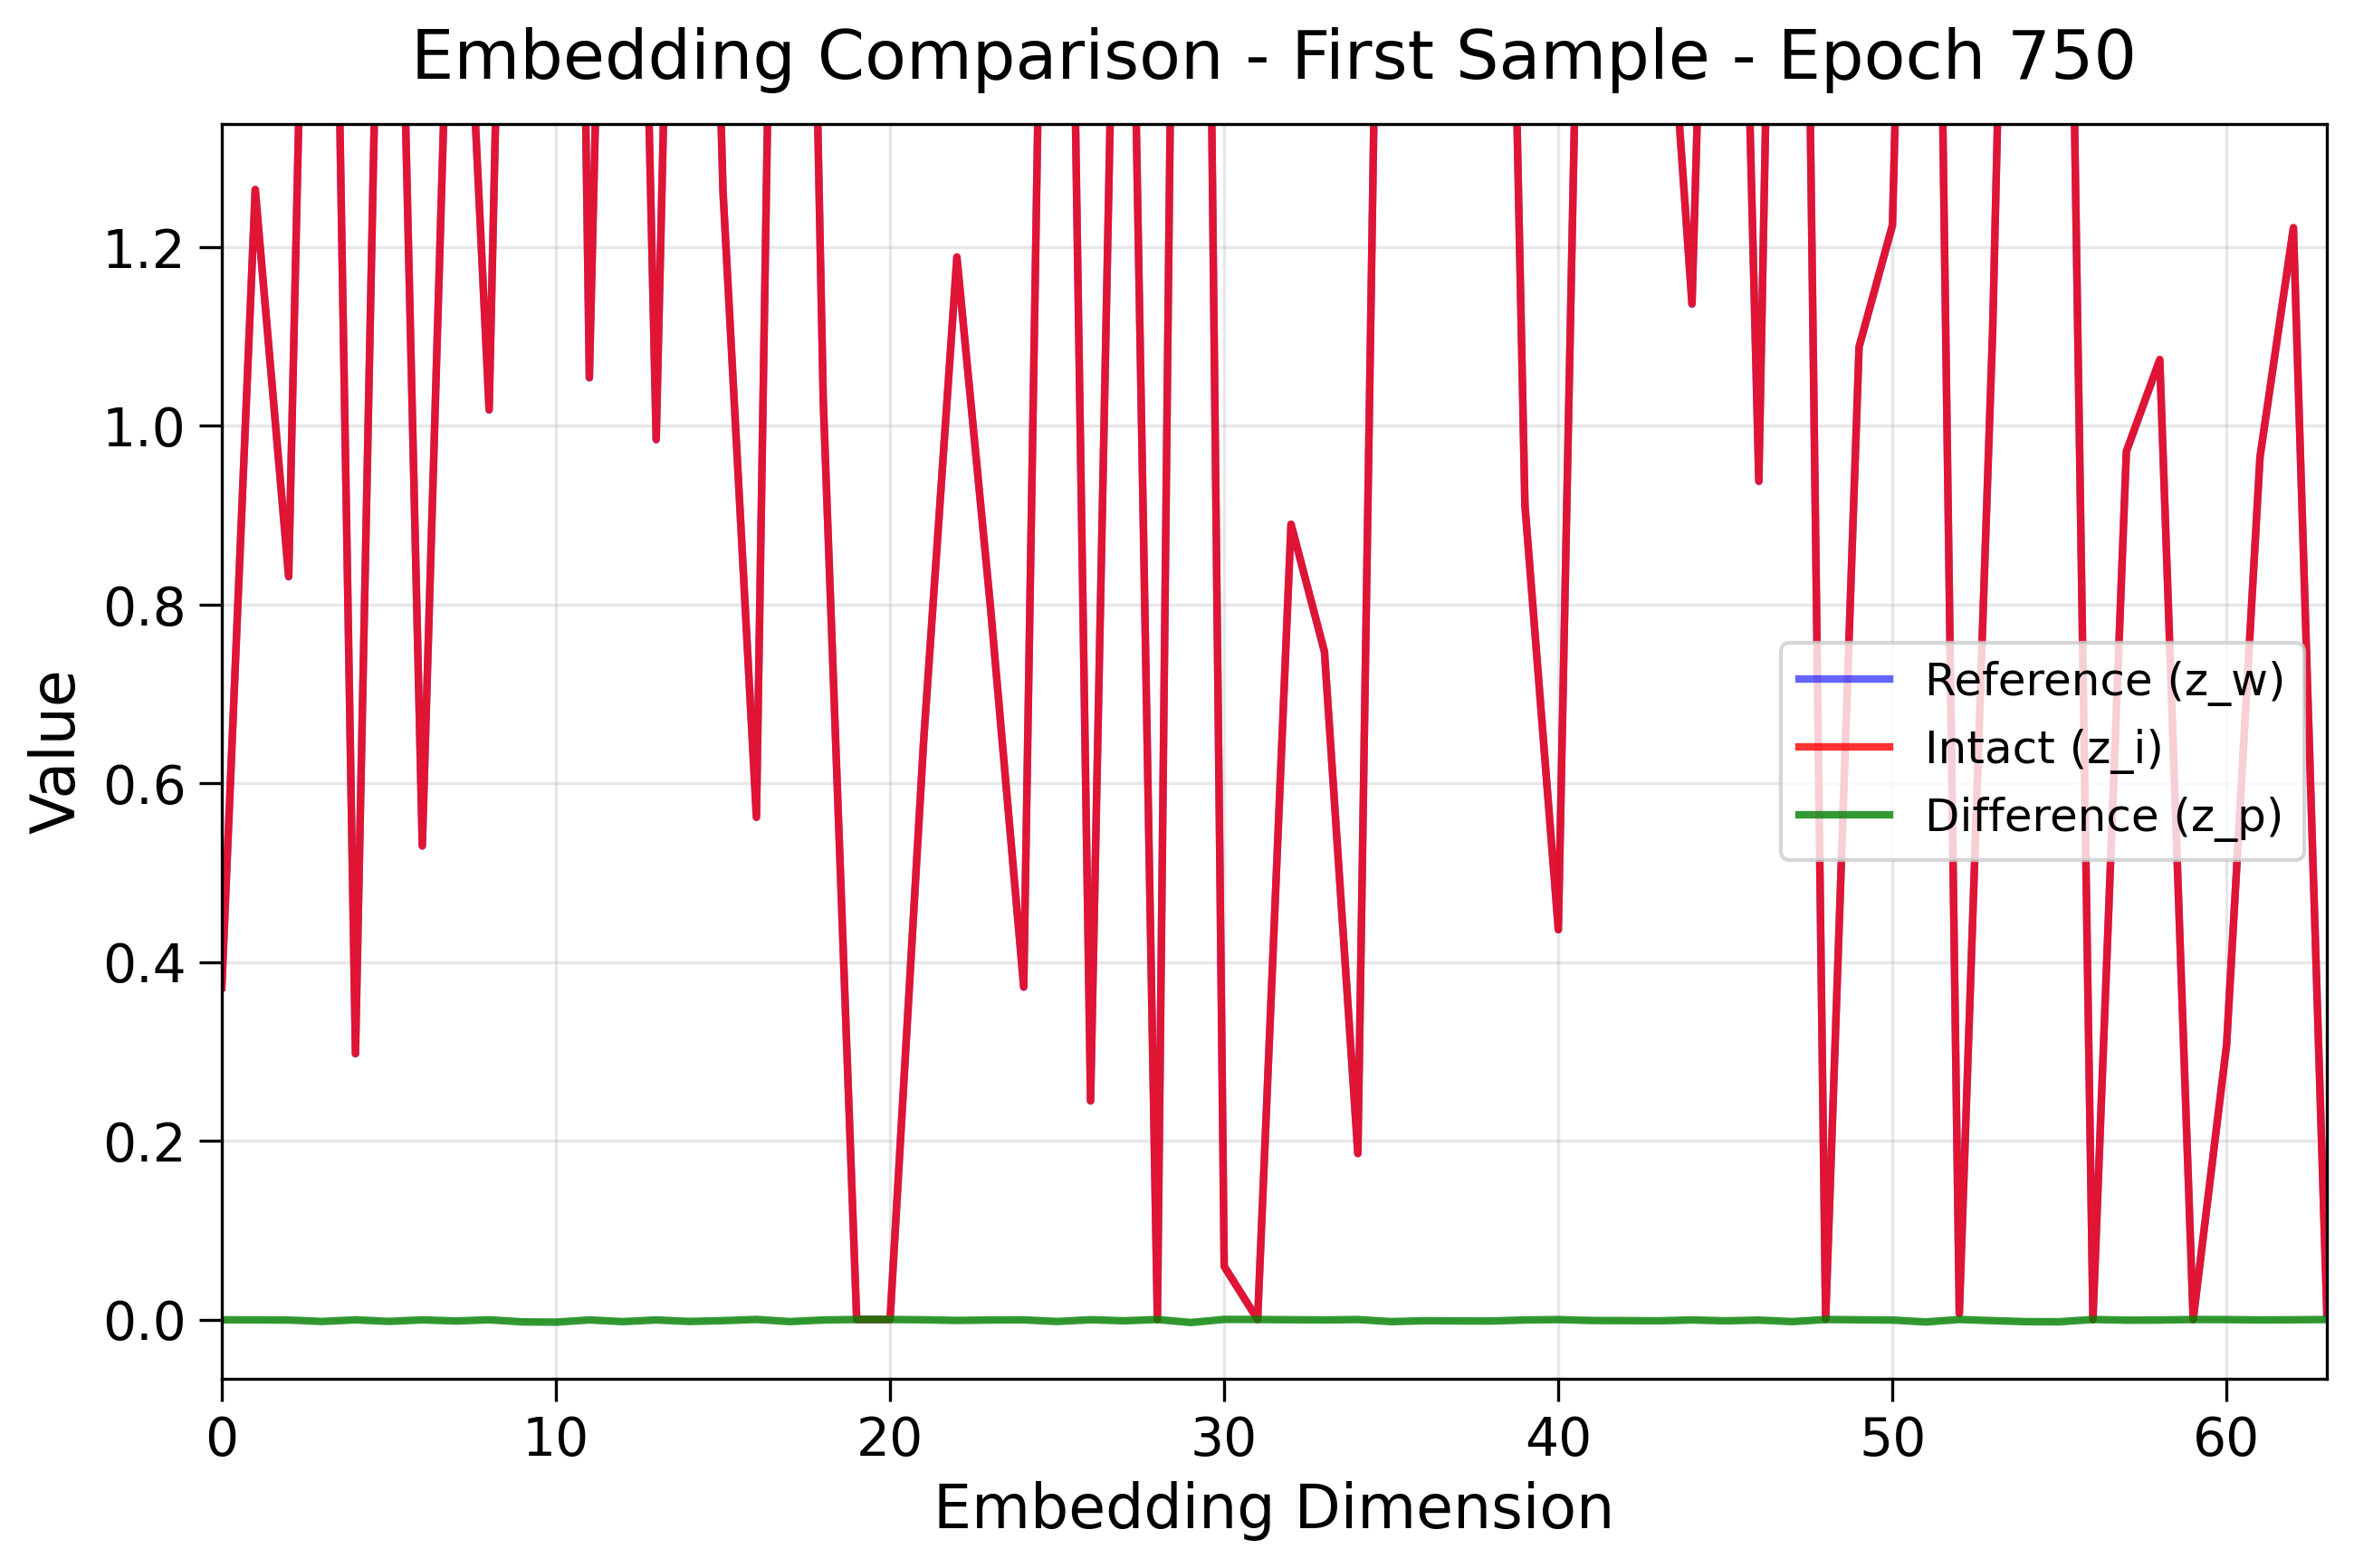 Embedding Comparison - First Sample - Epoch 750
Value
1.2
1.0
0.8
0.6
0.4
0.2
0.0
Reference (z_w)
Intact (z_i)
Difference (z_p)
0 10 20 30 40 50 60
Embedding Dimension